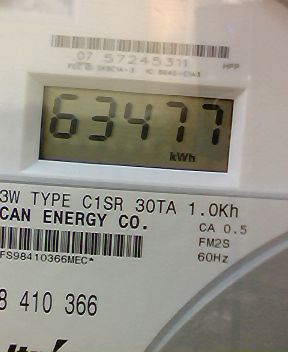 07 57245311
HPP
63477
kWh
3W TYPE C1SR 30TA 1.0Kh
CAN ENERGY CO.
CA 0.5
FM2S
FS98410366MEC*
60Hz
8 410 366